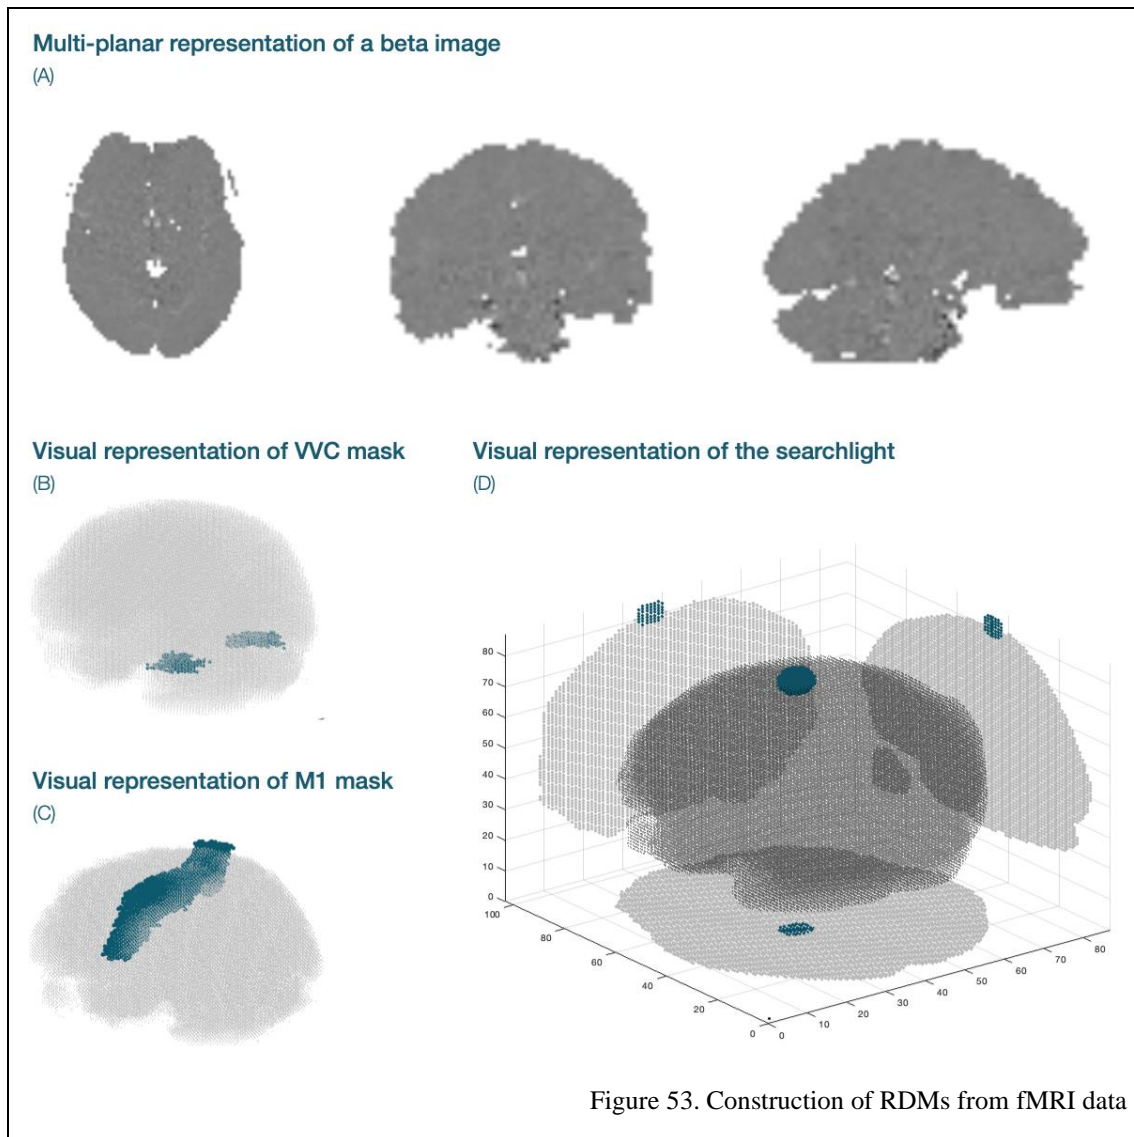 Multi-planar representation of a beta image
(A)
Visual representation of VVC mask
(B)
Visual representation of the searchlight
(D)
80
70
60
50
40
30
20
10
0
100
80
60
40
20
0
0
10
20
30
40
50
60
70
80
Visual representation of M1 mask
(C)
Figure 53. Construction of RDMs from fMRI data